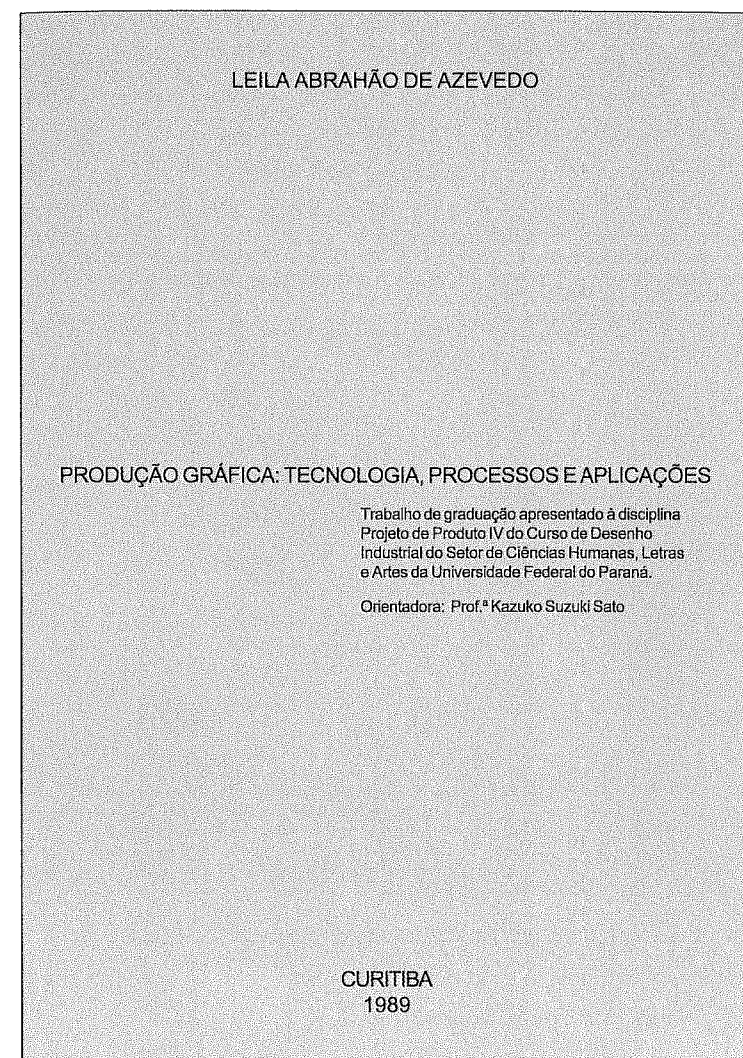 LEILA ABRAHÃO DE AZEVEDO
PRODUÇÃO GRÁFICA: TECNOLOGIA, PROCESSOS E APLICAÇÕES
Trabalho de graduação apresentado à disciplina
Projeto de Produto IV do Curso de Desenho
Industrial do Setor de Ciências Humanas, Letras
e Artes da Universidade Federal do Paraná.
Orientadora: Prof.ª Kazuko Suzuki Sato
CURITIBA
1989